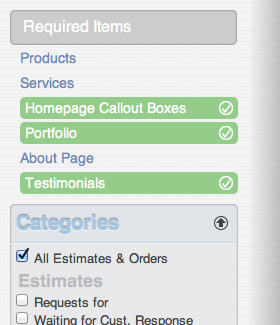 Required Items
Products
Services
Homepage Callout Boxes
Portfolio
About Page
Testimonials
Categories
All Estimates & Orders
Estimates
Requests for
Waiting for Cust. Response